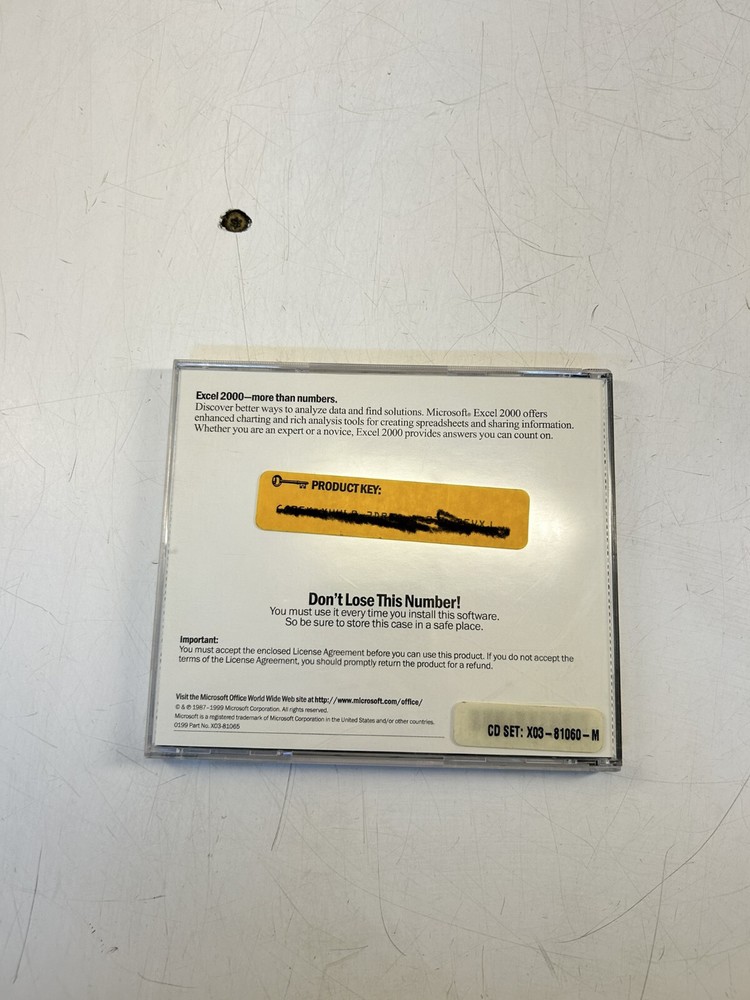 Excel 2000—more than numbers.
Discover better ways to analyze data and find solutions. Microsoft® Excel 2000 offers
enhanced charting and rich analysis tools for creating spreadsheets and sharing information.
Whether you are an expert or a novice, Excel 2000 provides answers you can count on.
PRODUCT KEY:
Don't Lose This Number!
You must use it every time you install this software.
So be sure to store this case in a safe place.
Important:
You must accept the enclosed License Agreement before you can use this product. If you do not accept the
terms of the License Agreement, you should promptly return the product for a refund.
Visit the Microsoft Office World Wide Web site at http://www.microsoft.com/office/
© & ℗ 1987-1999 Microsoft Corporation. All rights reserved.
Microsoft is a registered trademark of Microsoft Corporation in the United States and/or other countries.
0199 Part No. X03-81065
CD SET: X03-81060-M